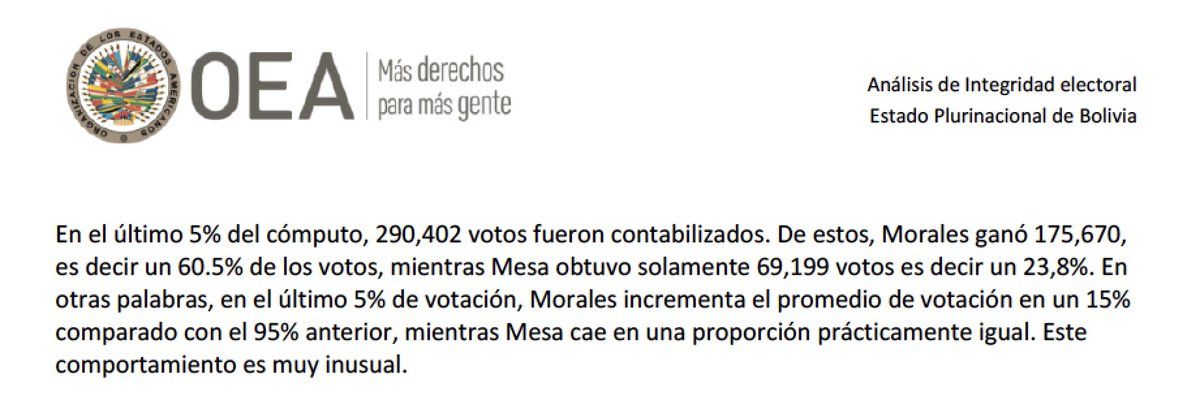 ORGANIZACION DE LOS ESTADOS AMERICANOS
OEA
Más derechos
para más gente
Análisis de Integridad electoral
Estado Plurinacional de Bolivia
En el último 5% del cómputo, 290,402 votos fueron contabilizados. De estos, Morales ganó 175,670,
es decir un 60.5% de los votos, mientras Mesa obtuvo solamente 69,199 votos es decir un 23,8%. En
otras palabras, en el último 5% de votación, Morales incrementa el promedio de votación en un 15%
comparado con el 95% anterior, mientras Mesa cae en una proporción prácticamente igual. Este
comportamiento es muy inusual.